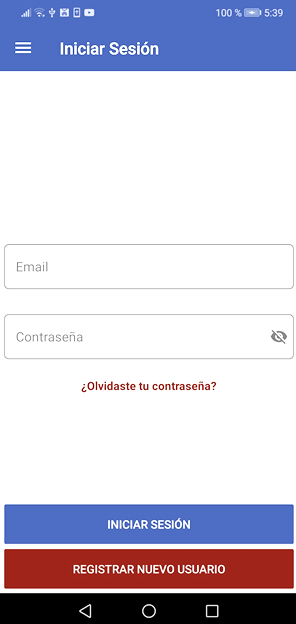 100 % 5:39
Iniciar Sesión
Email
Contraseña
¿Olvidaste tu contraseña?
INICIAR SESIÓN
REGISTRAR NUEVO USUARIO